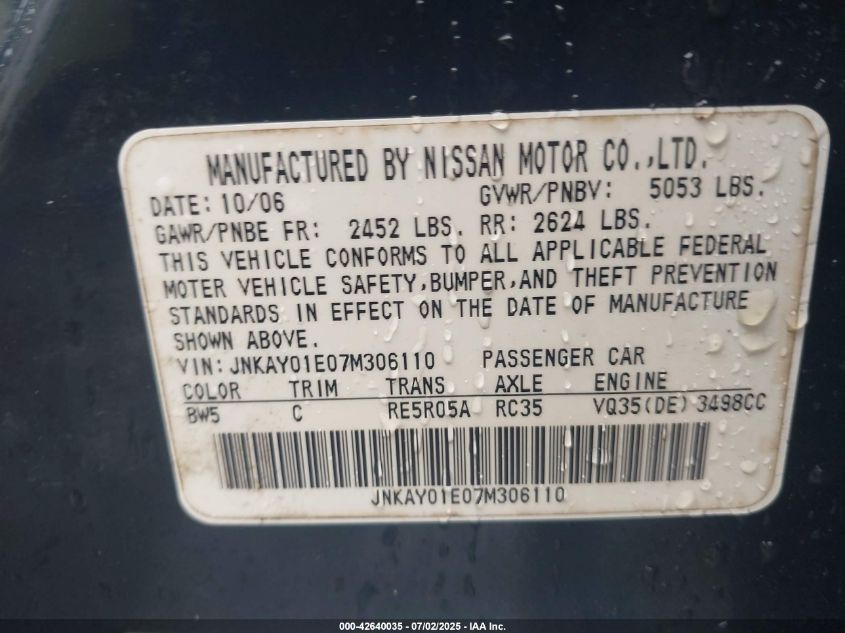 MANUFACTURED BY NISSAN MOTOR CO.,LTD.
DATE: 10/06 GVWR/PNBV: 5053 LBS.
GAWR/PNBE FR: 2452 LBS. RR: 2624 LBS.
THIS VEHICLE CONFORMS TO ALL APPLICABLE FEDERAL
MOTER VEHICLE SAFETY,BUMPER,AND THEFT PREVENTION
STANDARDS IN EFFECT ON THE DATE OF MANUFACTURE
SHOWN ABOVE.
VIN: JNKAY01E07M306110 PASSENGER CAR
COLOR TRIM TRANS AXLE ENGINE
BW5 C RE5R05A RC35 VQ35(DE) 3498CC
JNKAY01E07M306110
000-42640035 - 07/02/2025 - IAA Inc.